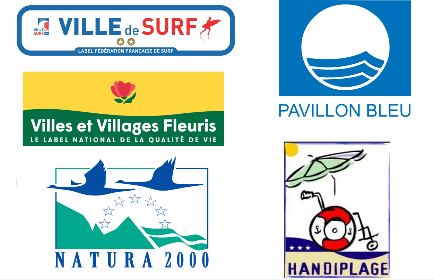 VILLE de SURF
LABEL FÉDÉRATION FRANCAISE DE SURF
PAVILLON BLEU
Villes et Villages Fleuris
LE LABEL NATIONAL DE LA QUALITÉ DE VIE
NATURA 2000
HANDIPLAGE